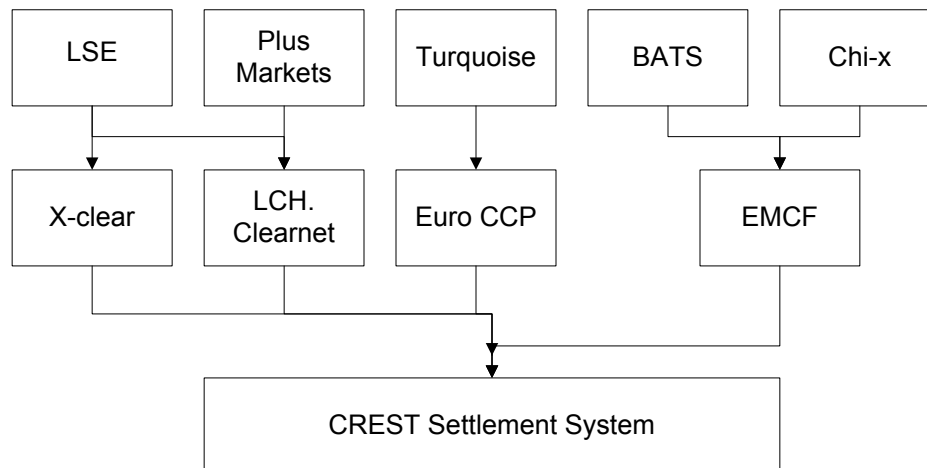 LSE
Plus
Markets
Turquoise
BATS
Chi-x
X-clear
LCH.
Clearnet
Euro CCP
EMCF
CREST Settlement System